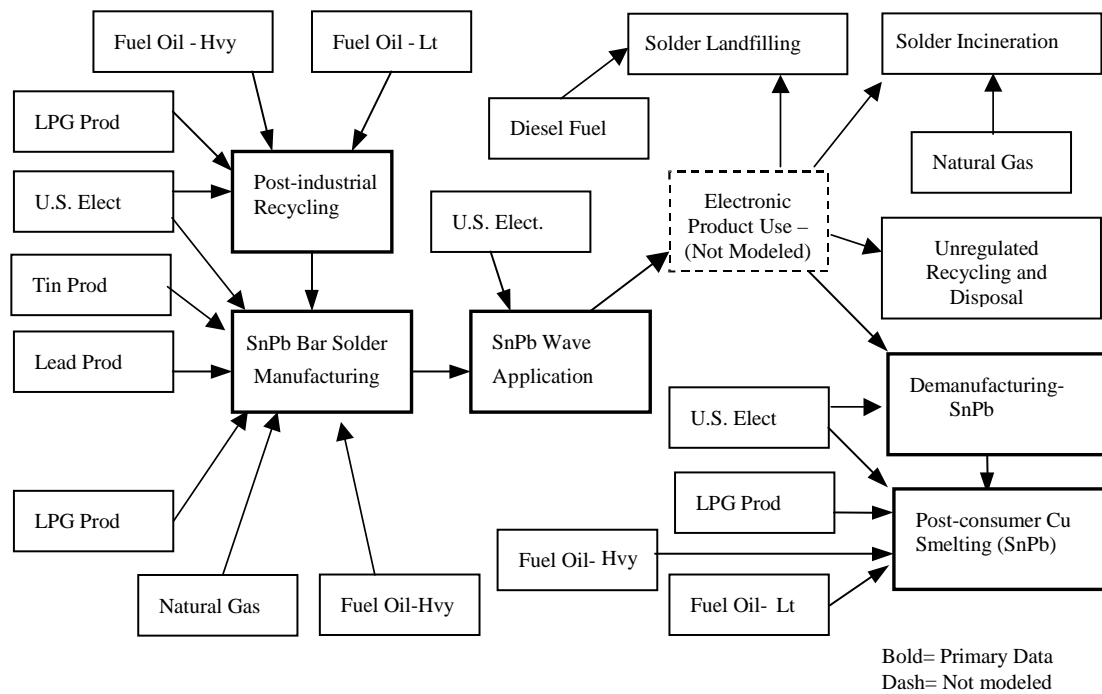 Fuel Oil - Hvy
Fuel Oil - Lt
Solder Landfilling
Solder Incineration
LPG Prod
Diesel Fuel
Natural Gas
Post-industrial
Recycling
U.S. Elect
U.S. Elect.
Electronic
Product Use –
(Not Modeled)
Unregulated
Recycling and
Disposal
Tin Prod
SnPb Bar Solder
Manufacturing
SnPb Wave
Application
Lead Prod
Demanufacturing-
SnPb
U.S. Elect
LPG Prod
LPG Prod
Post-consumer Cu
Smelting (SnPb)
Fuel Oil- Hvy
Natural Gas
Fuel Oil-Hvy
Fuel Oil- Lt
Bold= Primary Data
Dash= Not modeled